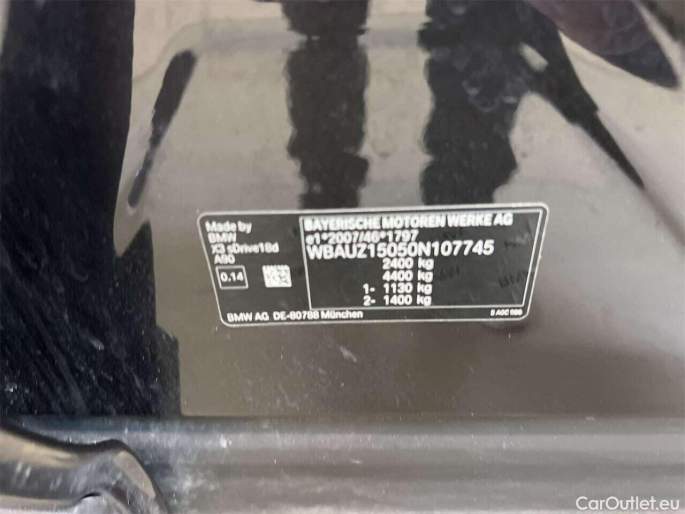 Made by
BMW
X3 sDrive18d
A90
0.14
BAYERISCHE MOTOREN WERKE AG
e1*2007/46*1797
WBAUZ15050N107745
2400 kg
4400 kg
1- 1130 kg
2- 1400 kg
BMW AG DE-80788 München
CarOutlet.eu